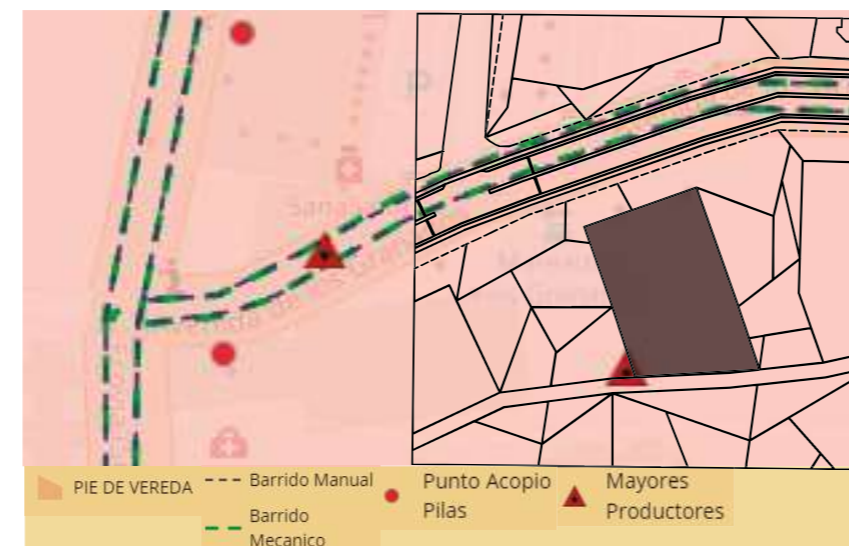 PIE DE VEREDA
Barrido Manual
Barrido
Mecanico
Punto Acopio
Pilas
Mayores
Productores